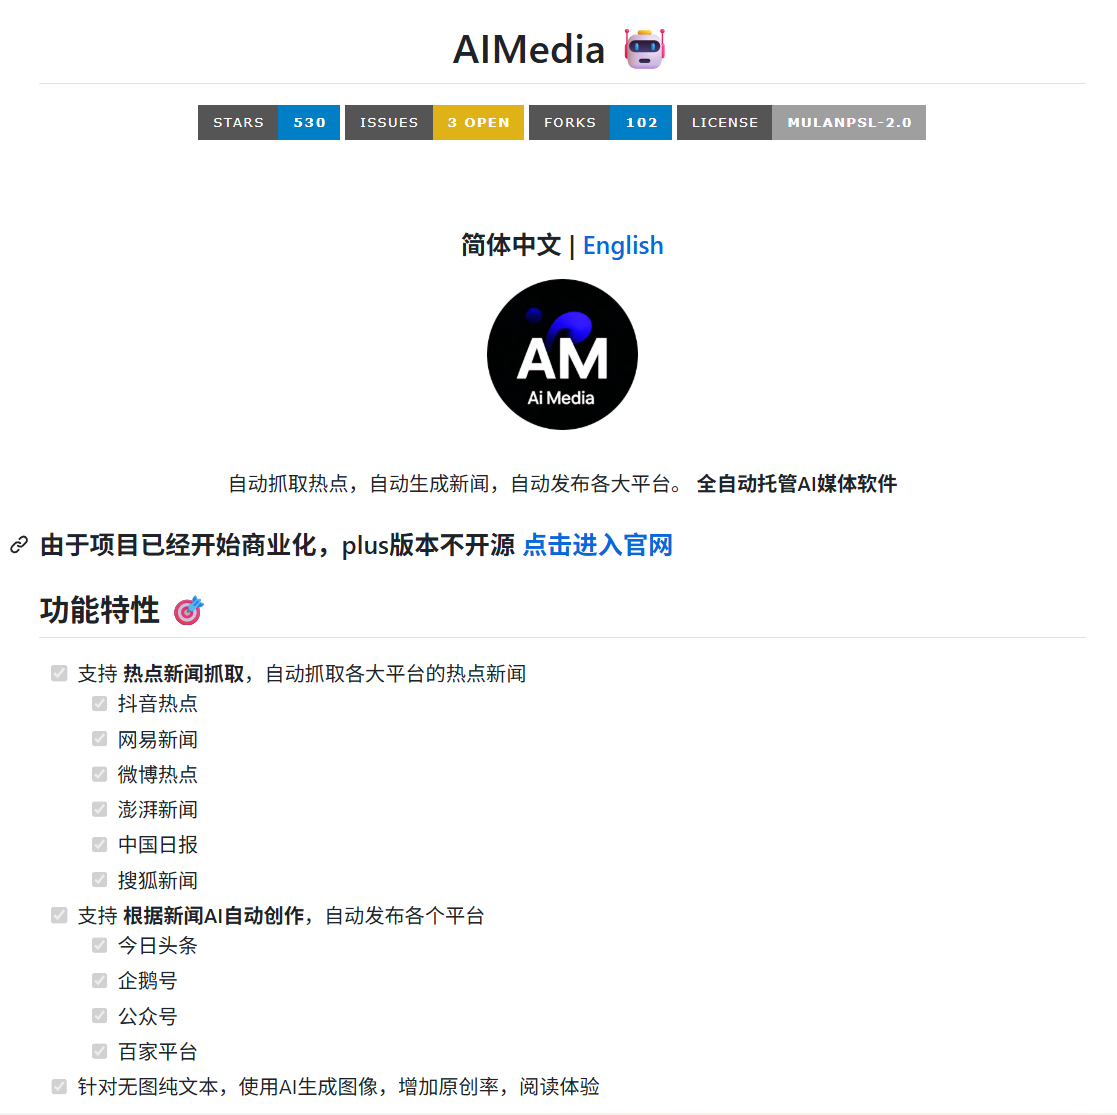 AIMedia
STARS 530 ISSUES 3 OPEN FORKS 102 LICENSE MULANPSL-2.0
简体中文 | English
AM
Ai Media
自动抓取热点，自动生成新闻，自动发布各大平台。 全自动托管AI媒体软件
由于项目已经开始商业化，plus版本不开源 点击进入官网
功能特性
支持 热点新闻抓取，自动抓取各大平台的热点新闻
抖音热点
网易新闻
微博热点
澎湃新闻
中国日报
搜狐新闻
支持 根据新闻AI自动创作，自动发布各个平台
今日头条
企鹅号
公众号
百家平台
针对无图纯文本，使用AI生成图像，增加原创率，阅读体验